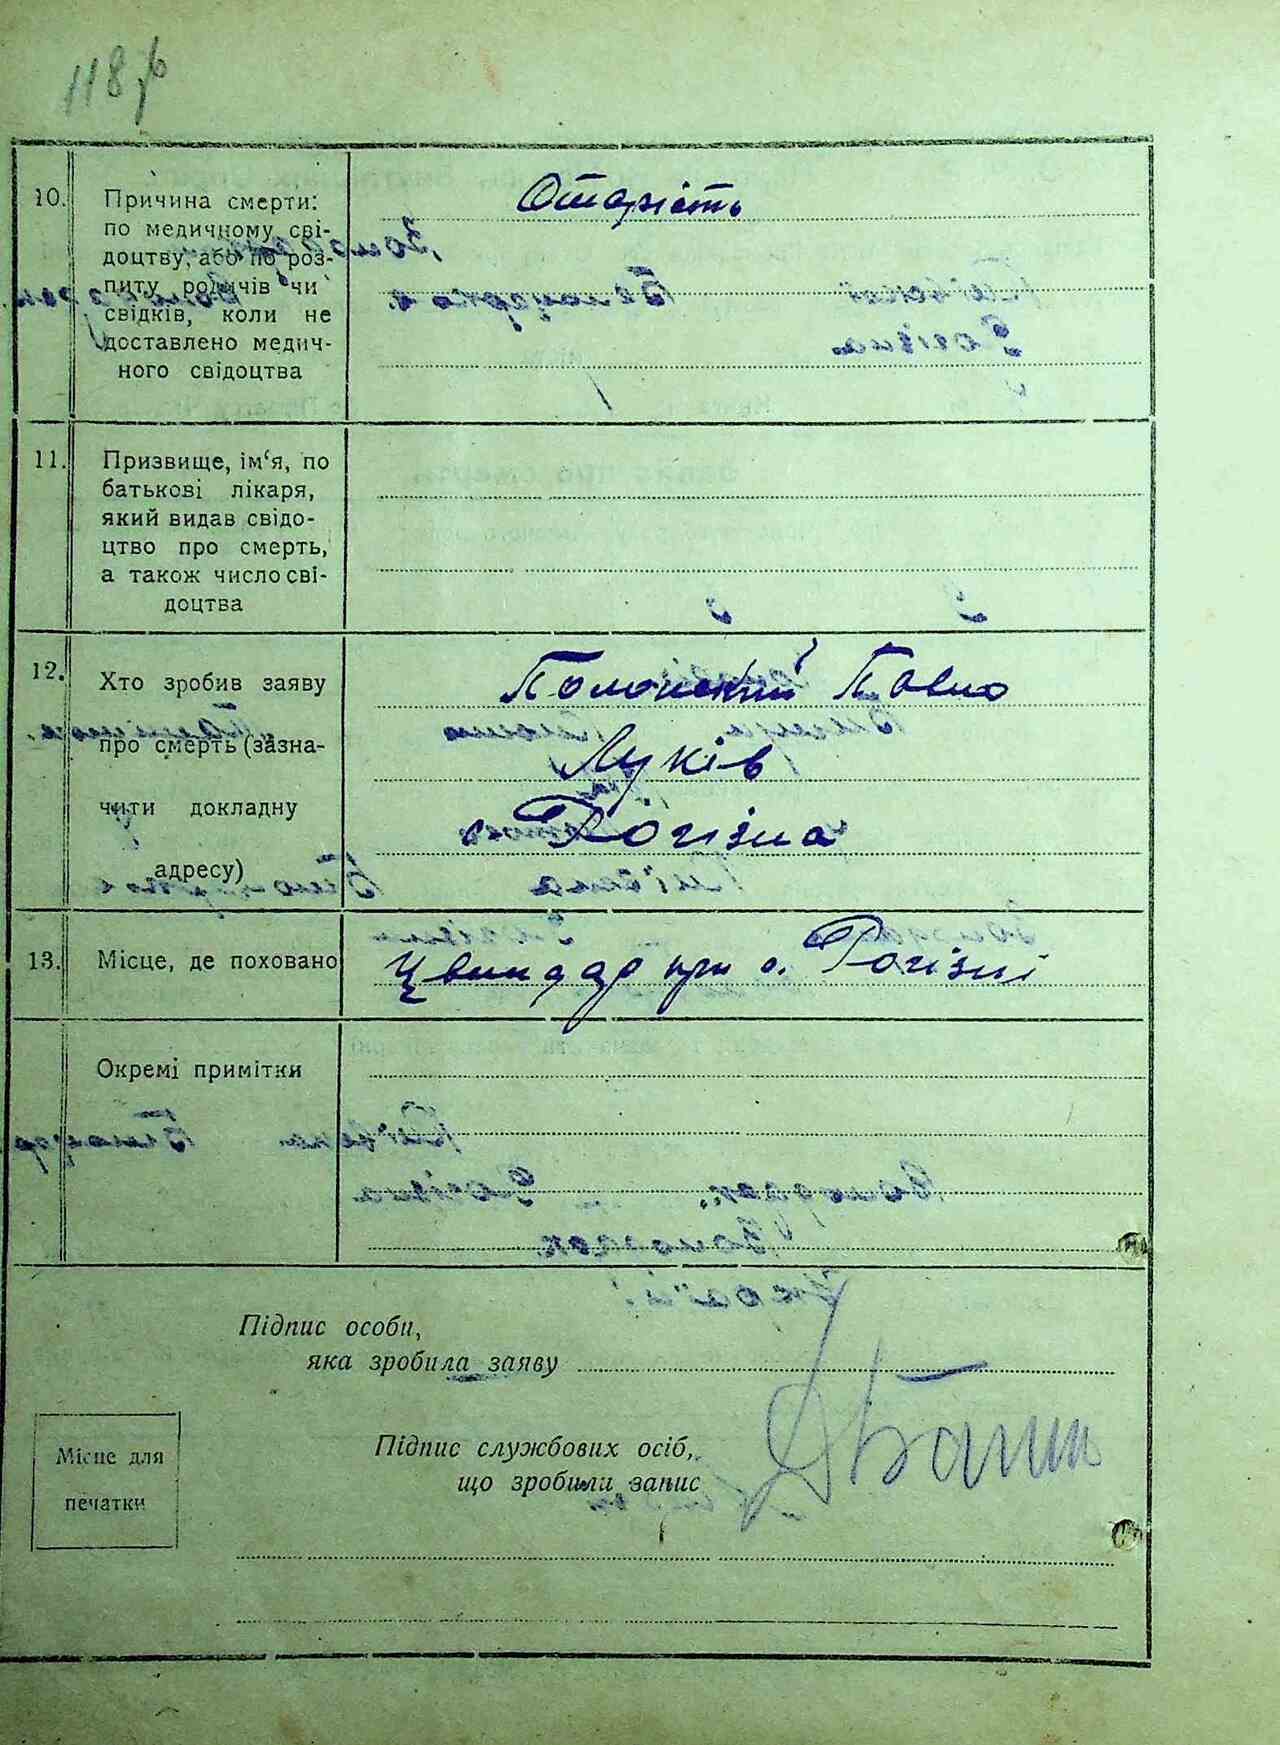 118
10. Причина смерти: по медичному сві-
доцтву, або по роз-
питу родичів чи
свідків, коли не
доставлено медич-
ного свідоцтва
Старість
11. Призвище, ім‘я, по
батькові лікаря,
який видав свідо-
цтво про смерть,
а також число сві-
доцтва
12. Хто зробив заяву
про смерть (зазна-
чити докладну
адресу)
Полонский Павло
Луків
с Рогізна
13. Місце, де поховано
Цвинтар при с. Рогізні
Окремі примітки
Підпис особи,
яка зробила заяву
Місце для
печатки
Підпис службових осіб,
що зробили запис